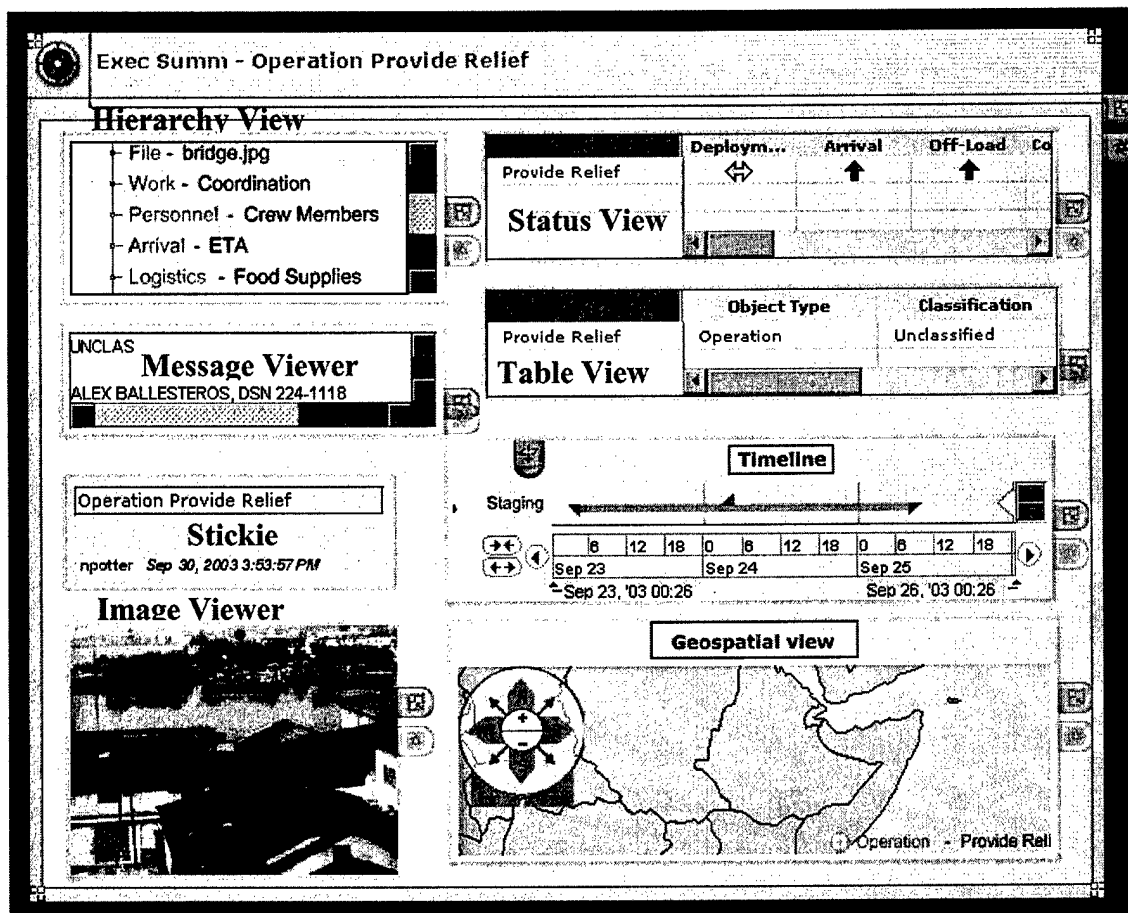 Exec Summ - Operation Provide Relief
Hierarchy View
File - bridge.jpg
Work - Coordination
Personnel - Crew Members
Arrival - ETA
Logistics - Food Supplies
Deploym... Arrival Off-Load Co
Provide Relief
Status View
Object Type Classification
Provide Relief Operation Unclassified
Table View
UNCLAS
Message Viewer
ALEX BALLESTEROS, DSN 224-1118
Operation Provide Relief
Stickie
npotter Sep 30, 2003 3:53:57 PM
Image Viewer
Timeline
Staging
6 12 18 0 6 12 18 0 6 12 18
Sep 23 Sep 24 Sep 25
Sep 23, '03 00:26 Sep 26, '03 00:26
Geospatial view
Operation - Provide Reli